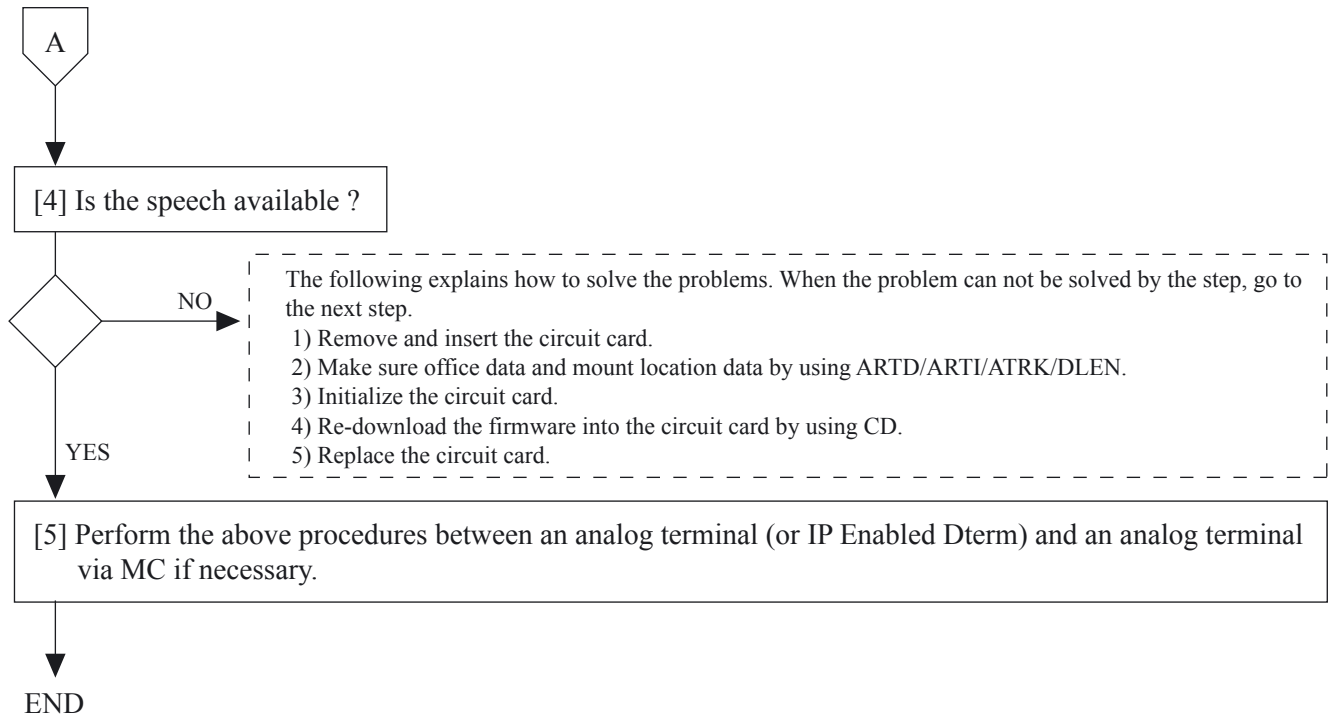 A
[4] Is the speech available ?
NO
The following explains how to solve the problems. When the problem can not be solved by the step, go to
the next step.
1) Remove and insert the circuit card.
2) Make sure office data and mount location data by using ARTD/ARTI/ATRK/DLEN.
3) Initialize the circuit card.
4) Re-download the firmware into the circuit card by using CD.
5) Replace the circuit card.
YES
[5] Perform the above procedures between an analog terminal (or IP Enabled Dterm) and an analog terminal
via MC if necessary.
END